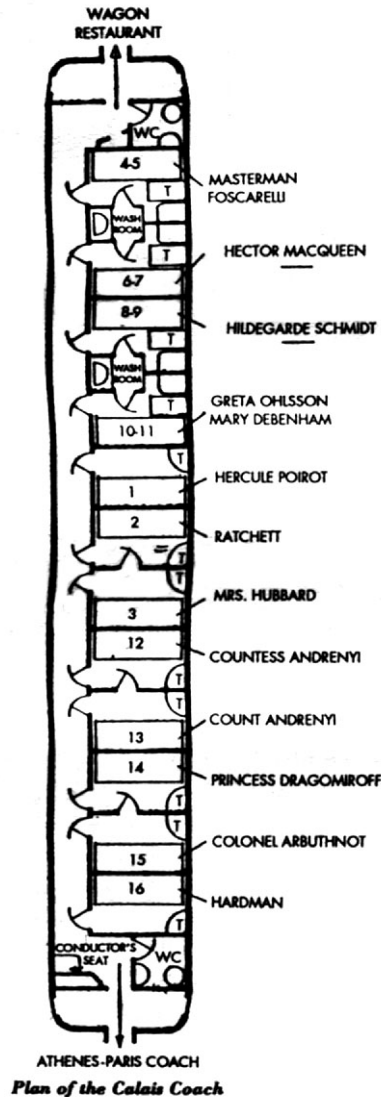 WAGON
RESTAURANT
WC
4-5
MASTERMAN
FOSCARELLI
T
WASH
ROOM
T
HECTOR MACQUEEN
6-7
8-9
HILDEGARDE SCHMIDT
T
WASH
ROOM
T
GRETA OHLSSON
MARY DEBENHAM
10-11
T
HERCULE POIROT
1
2
RATCHETT
T
T
MRS. HUBBARD
3
12
COUNTESS ANDRENYI
T
T
COUNT ANDRENYI
13
14
PRINCESS DRAGOMIROFF
T
T
COLONEL ARBUTHNOT
15
16
HARDMAN
T
CONDUCTOR'S
SEAT
WC
ATHENES-PARIS COACH
Plan of the Calais Coach